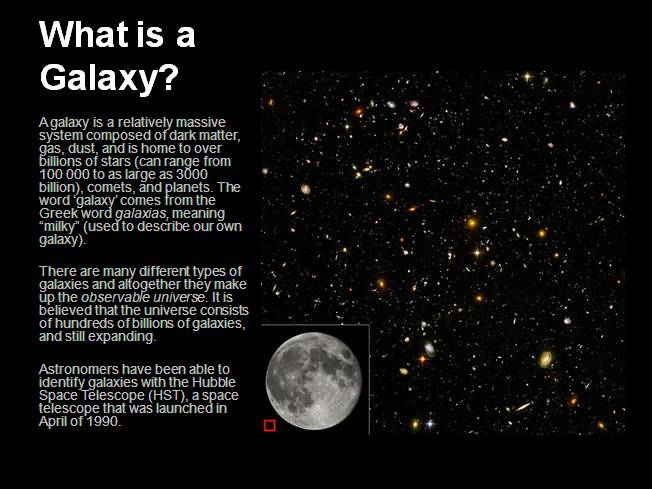 What is a
Galaxy?
A galaxy is a relatively massive
system composed of dark matter,
gas, dust, and is home to over
billions of stars (can range from
100 000 to as large as 3000
billion), comets, and planets. The
word ‘galaxy’ comes from the
Greek word galaxias, meaning
“milky” (used to describe our own
galaxy).
There are many different types of
galaxies and altogether they make
up the observable universe. It is
believed that the universe consists
of hundreds of billions of galaxies,
and still expanding.
Astronomers have been able to
identify galaxies with the Hubble
Space Telescope (HST), a space
telescope that was launched in
April of 1990.